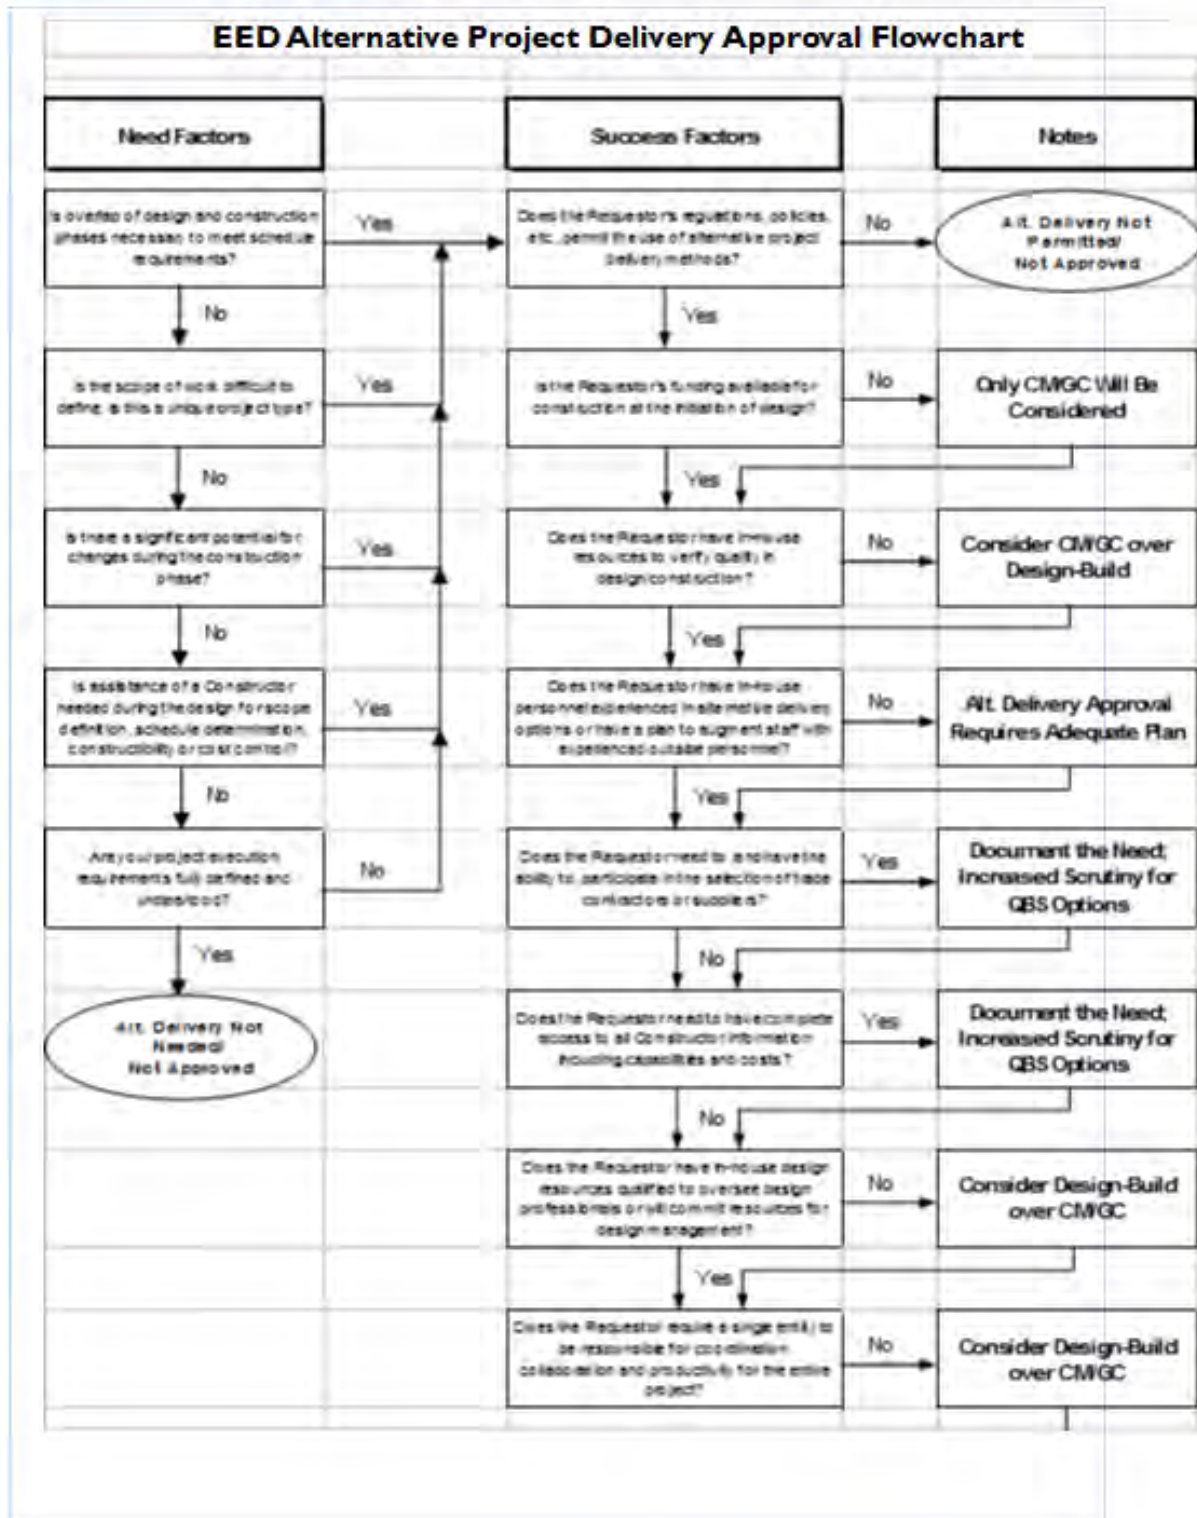 EED Alternative Project Delivery Approval Flowchart
Need Factors
Success Factors
Notes
Is overlap of design and construction
phases necessary to meet schedule
requirements?
Yes
No
Does the Requestor's regulations, policies,
etc., permit the use of alternative project
delivery methods?
No
Yes
Alt. Delivery Not
Permitted/
Not Approved
Is the scope of work difficult to
define, is this a unique project type?
Yes
No
Is the Requestor's funding available for
construction at the initiation of design?
No
Yes
Only CM/GC Will Be
Considered
Is there a significant potential for
changes during the construction
phase?
Yes
No
Does the Requestor have in-house
resources to verify quality in
design/construction?
No
Yes
Consider CM/GC over
Design-Build
Is assistance of a Constructor
needed during the design for scope
definition, schedule determination,
constructibility or cost control?
Yes
No
Does the Requestor have in-house
personnel experienced in alternative delivery
options or have a plan to augment staff with
experienced outside personnel?
No
Yes
Alt. Delivery Approval
Requires Adequate Plan
Are your project execution
requirements fully defined and
understood?
No
Yes
Does the Requestor need to, and have the
ability to, participate in the selection of trade
contractors or suppliers?
Yes
No
Document the Need;
Increased Scrutiny for
QBS Options
Alt. Delivery Not
Needed/
Not Approved
Does the Requestor need to have complete
access to all Constructor information
including capabilities and costs?
Yes
No
Document the Need;
Increased Scrutiny for
QBS Options
Does the Requestor have in-house design
resources qualified to oversee design
professionals or will commit resources for
design management?
No
Yes
Consider Design-Build
over CM/GC
Does the Requestor require a single entity to
be responsible for coordination
collaboration and productivity for the entire
project?
No
Consider Design-Build
over CM/GC